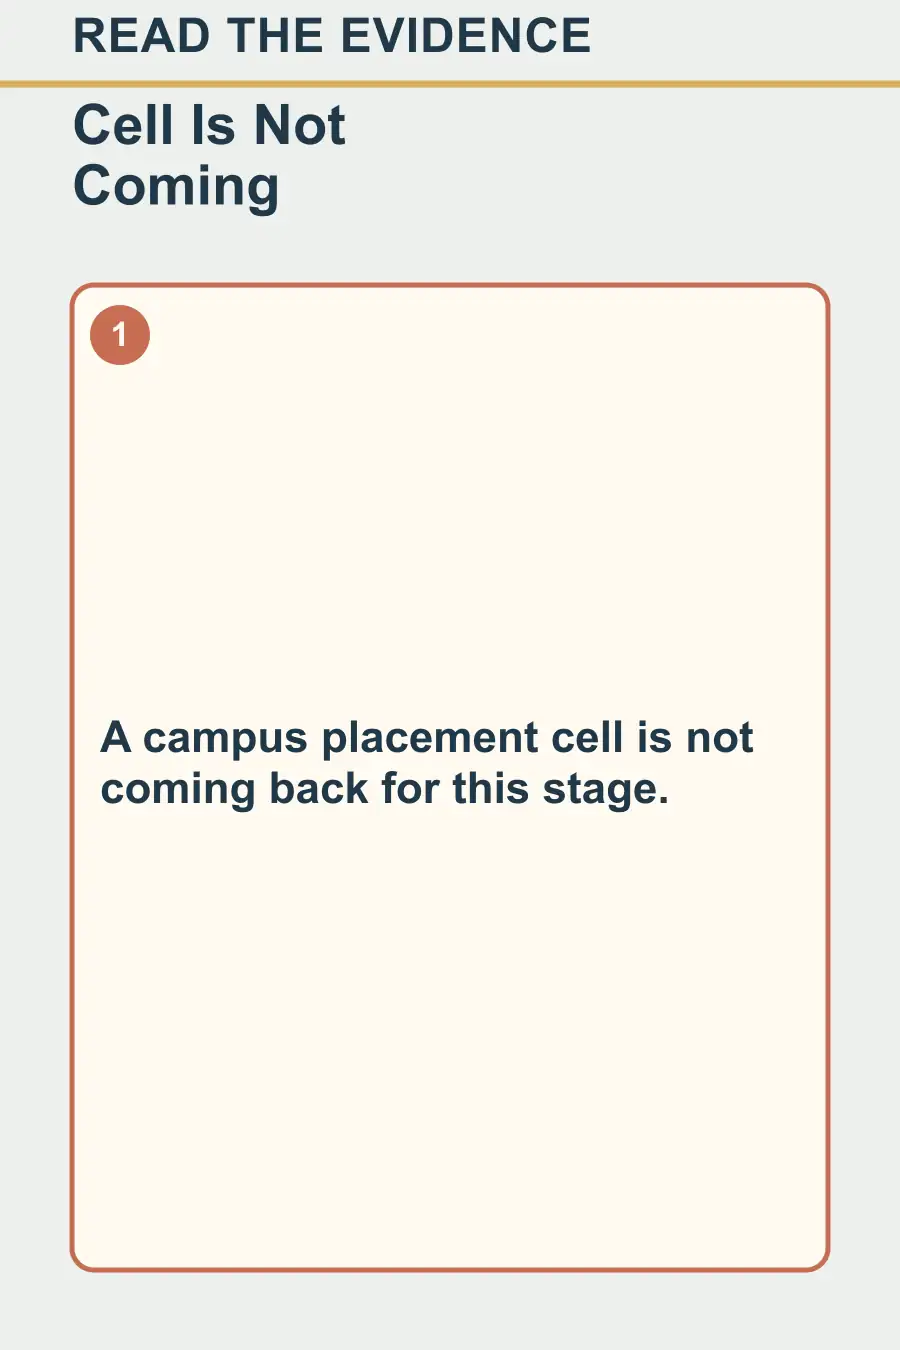 READ THE EVIDENCE
Cell Is Not
Coming
1
A campus placement cell is not
coming back for this stage.